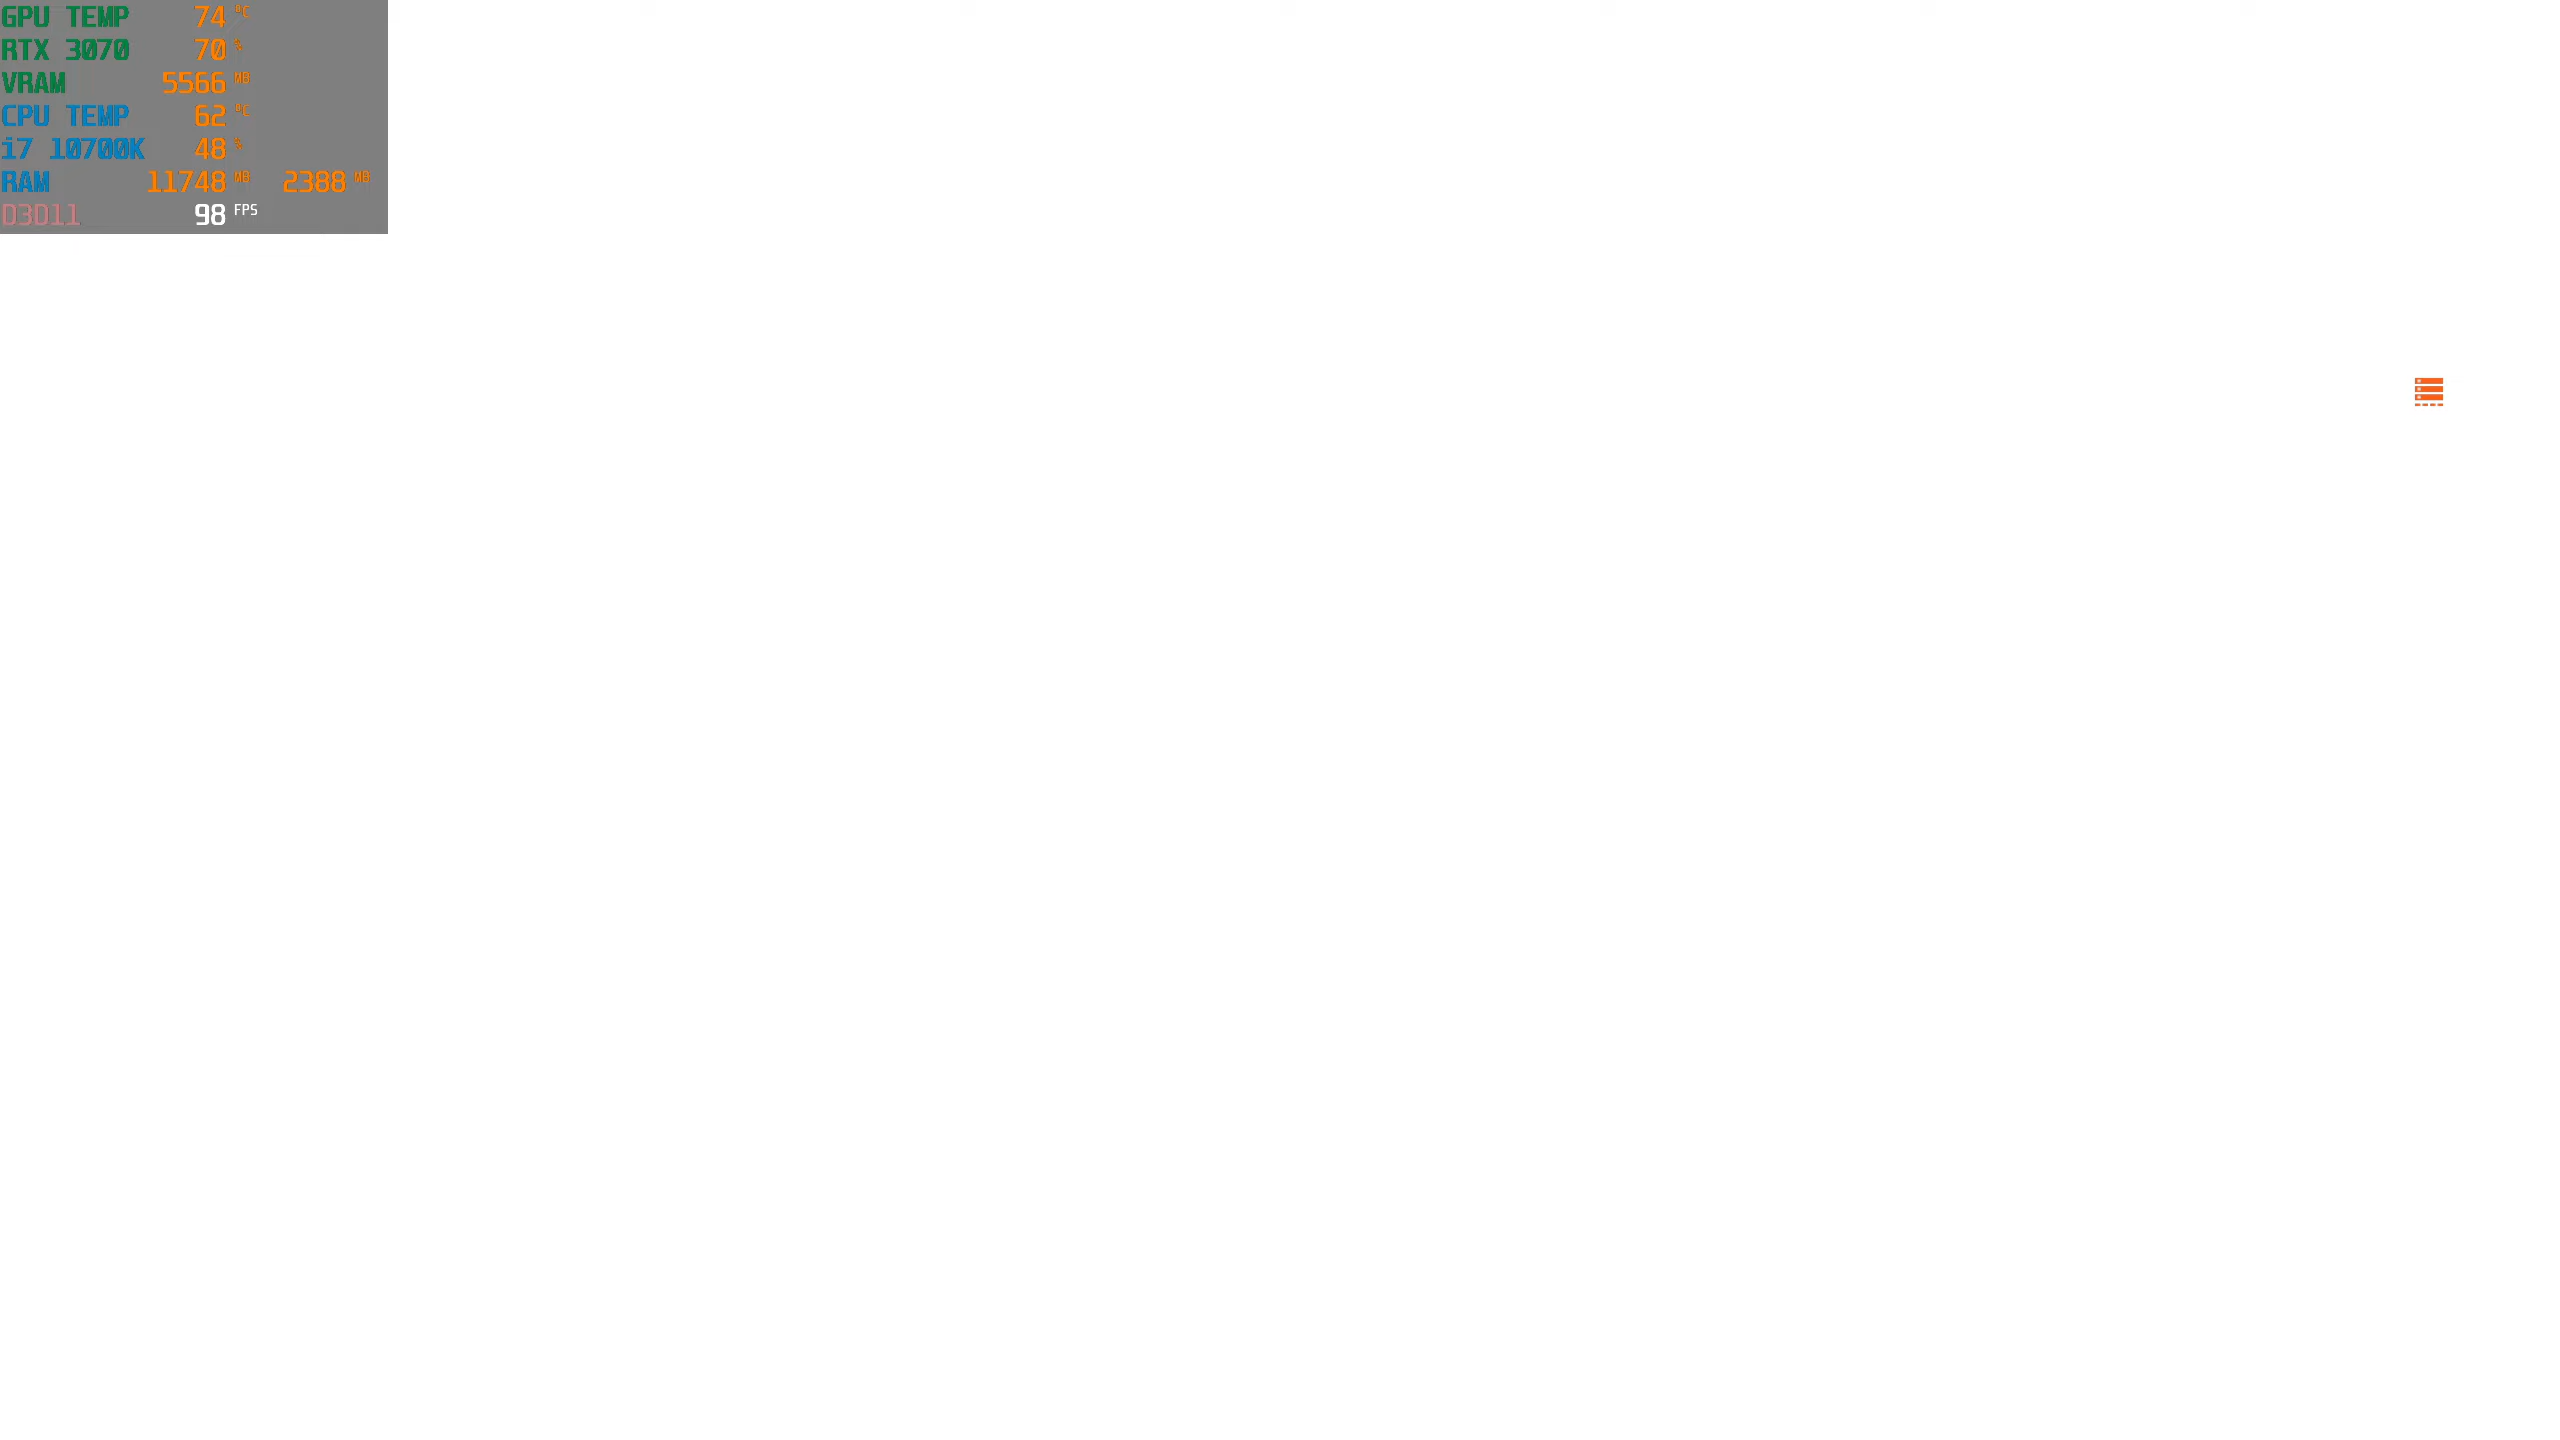 GPU TEMP 74 °C
RTX 3070 70 %
VRAM 5566 MB
CPU TEMP 62 °C
i7 10700K 48 %
RAM 11748 MB 2388 MB
D3D11 98 FPS